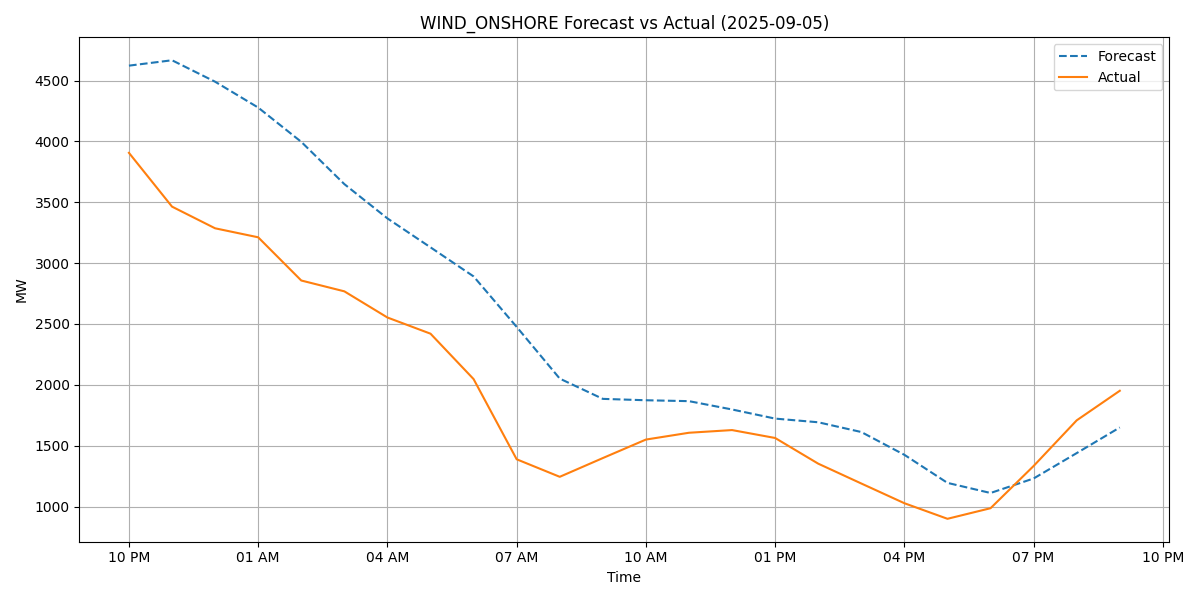 WIND_ONSHORE Forecast vs Actual (2025-09-05)
Forecast
Actual
4500
4000
3500
3000
2500
2000
1500
1000
MW
10 PM 01 AM 04 AM 07 AM 10 AM 01 PM 04 PM 07 PM 10 PM
Time